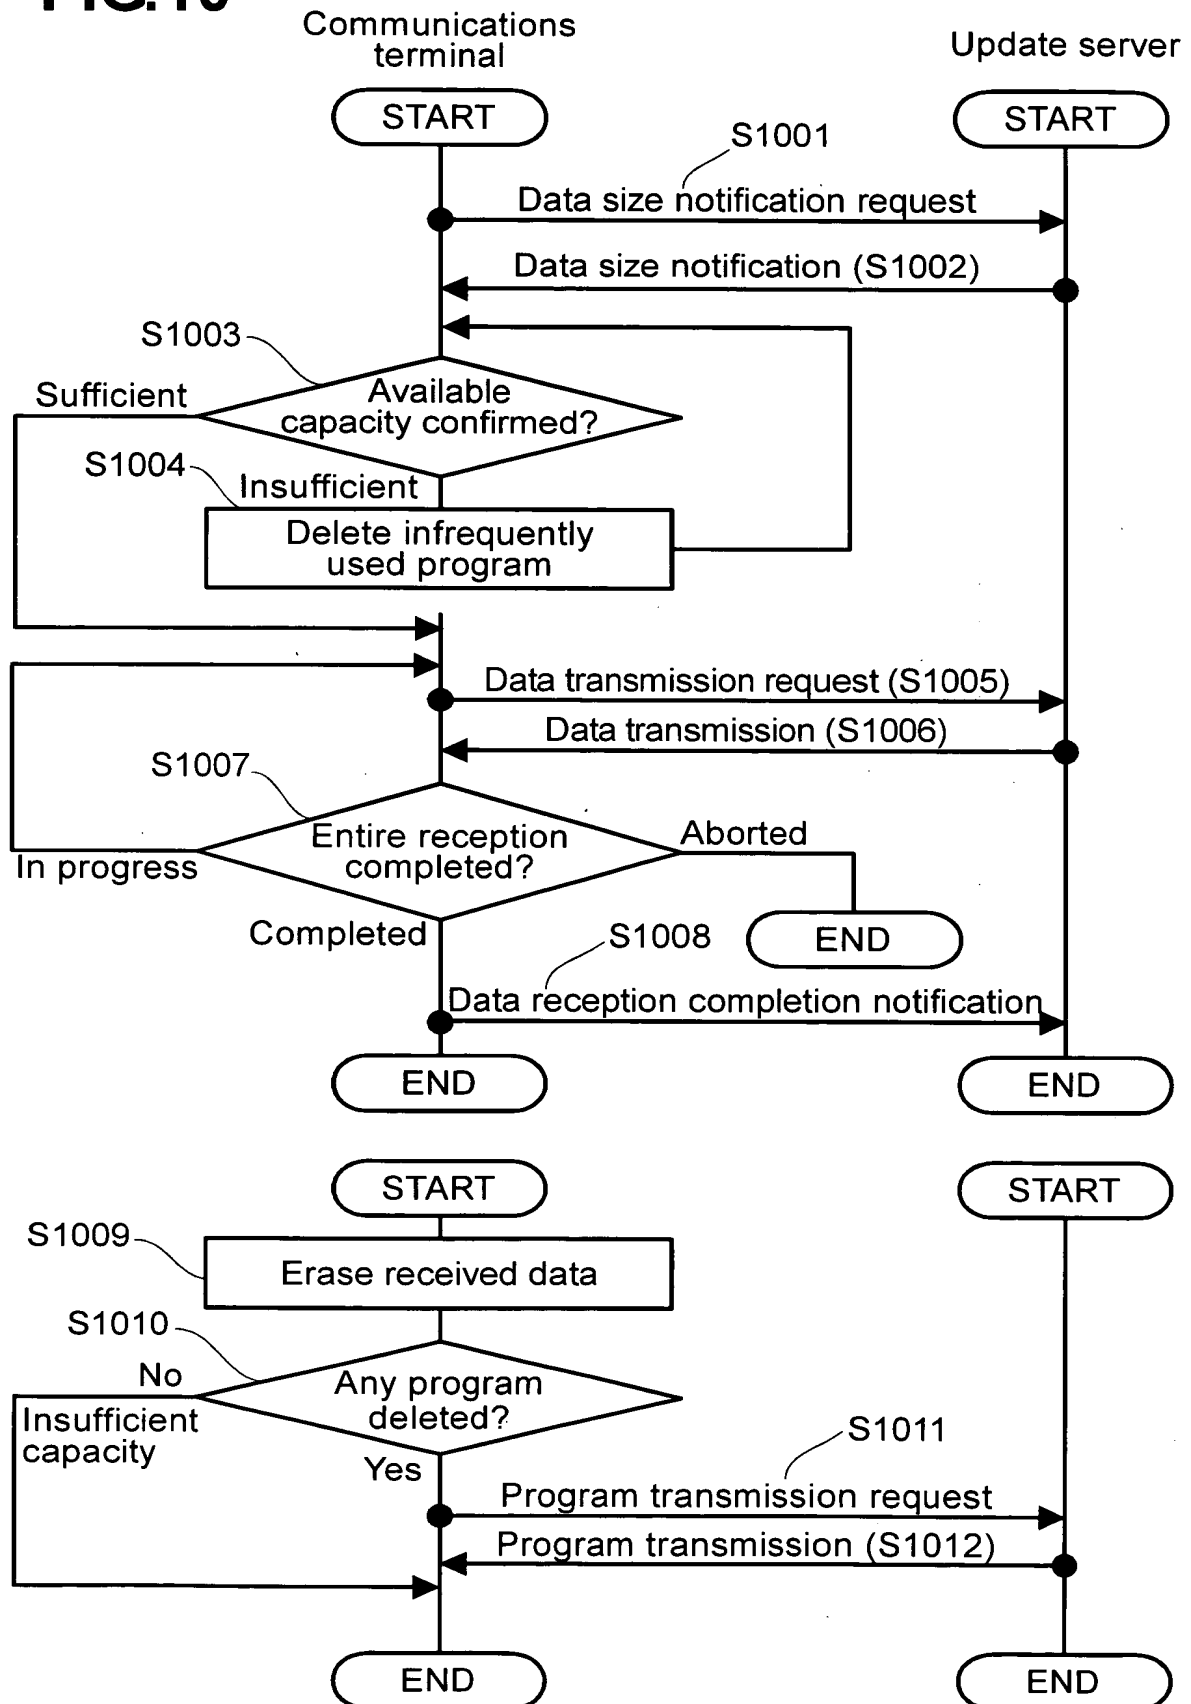 Communications
terminal
Update server
START
START
S1001
Data size notification request
Data size notification (S1002)
S1003
Sufficient
Available
capacity confirmed?
S1004
Insufficient
Delete infrequently
used program
Data transmission request (S1005)
Data transmission (S1006)
S1007
Entire reception
completed?
Aborted
In progress
END
Completed
S1008
Data reception completion notification
END
END
START
START
S1009
Erase received data
S1010
No
Any program
deleted?
Insufficient
capacity
S1011
Yes
Program transmission request
Program transmission (S1012)
END
END